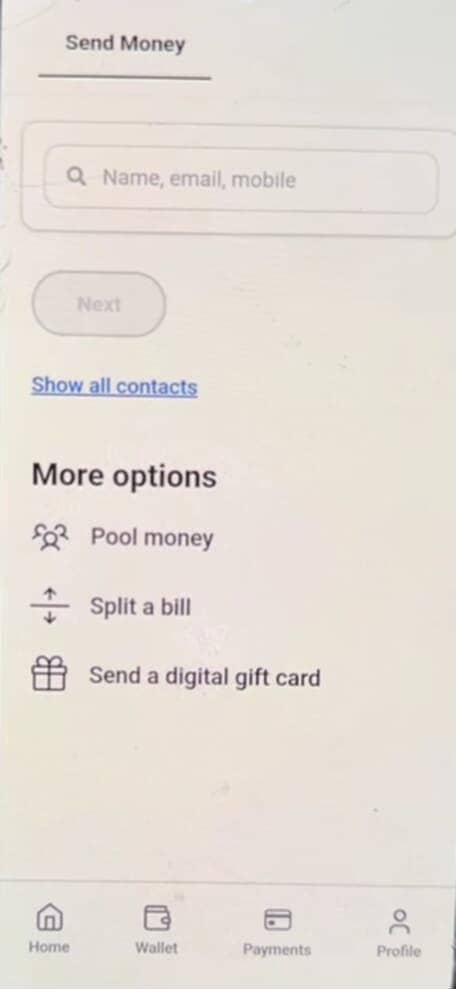 Send Money
Name, email, mobile
Next
Show all contacts
More options
Pool money
Split a bill
Send a digital gift card
Home
Wallet
Payments
Profile